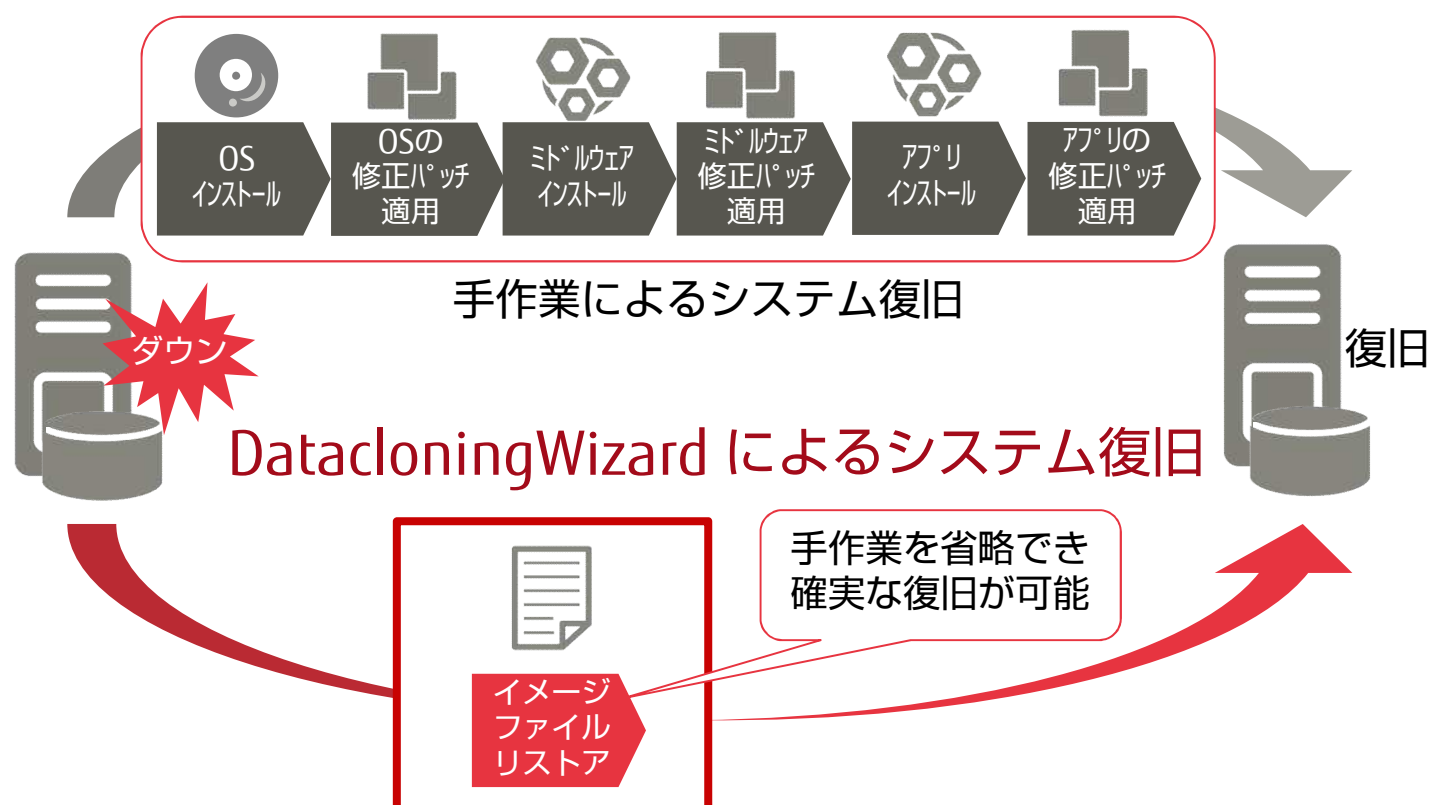 OS
インストール
OSの
修正ﾊﾟｯﾁ
適用
ﾐﾄﾞﾙｳｪｱ
インストール
ﾐﾄﾞﾙｳｪｱ
修正ﾊﾟｯﾁ
適用
ｱﾌﾟﾘ
インストール
ｱﾌﾟﾘの
修正ﾊﾟｯﾁ
適用
手作業によるシステム復旧
ダウン
復旧
DatacloningWizard によるシステム復旧
手作業を省略でき
確実な復旧が可能
イメージ
ファイル
リストア